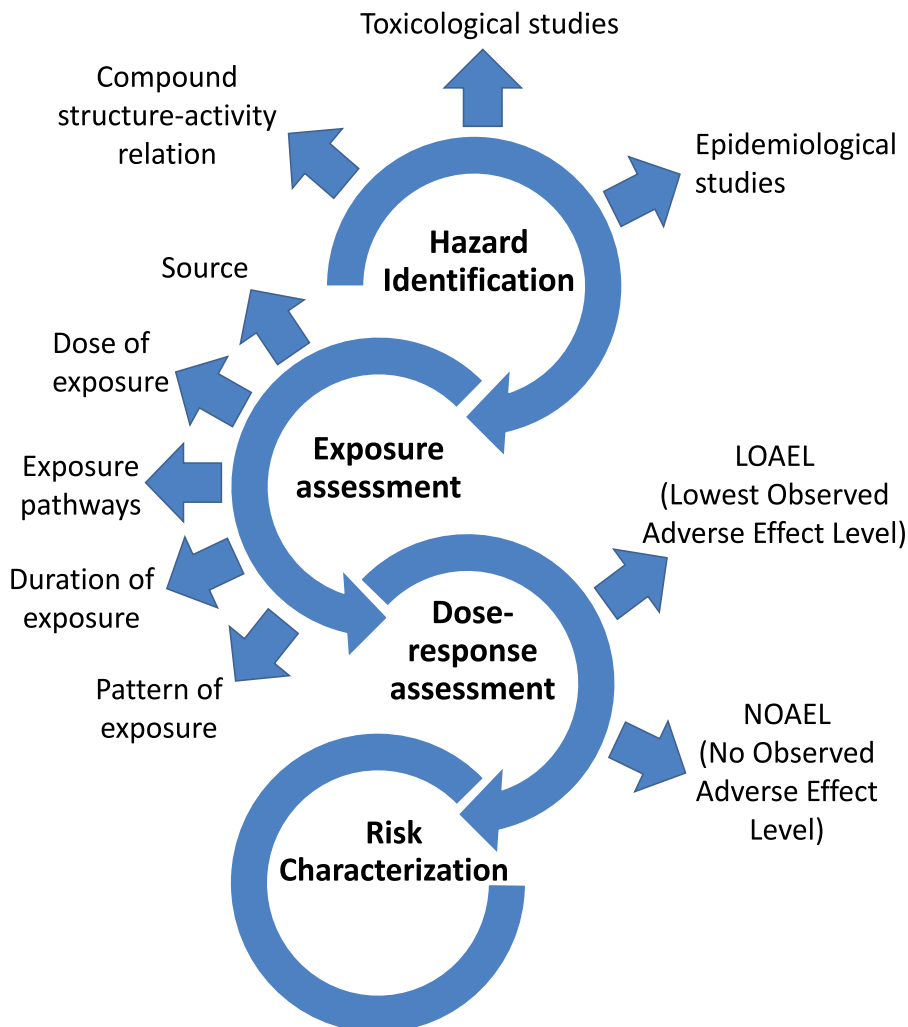 Toxicological studies
Compound
structure-activity
relation
Epidemiological
studies
Hazard
Identification
Source
Dose of
exposure
Exposure
pathways
Duration of
exposure
Pattern of
exposure
Exposure
assessment
LOAEL
(Lowest Observed
Adverse Effect Level)
Dose-
response
assessment
NOAEL
(No Observed
Adverse Effect
Level)
Risk
Characterization